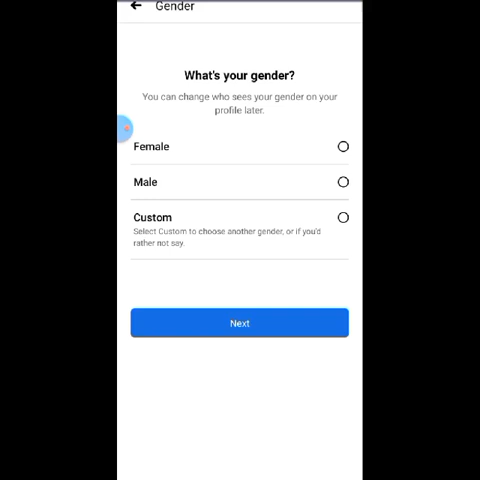 Gender
What's your gender?
You can change who sees your gender on your
profile later.
Female
Male
Custom
Select Custom to choose another gender, or if you'd
rather not say.
Next